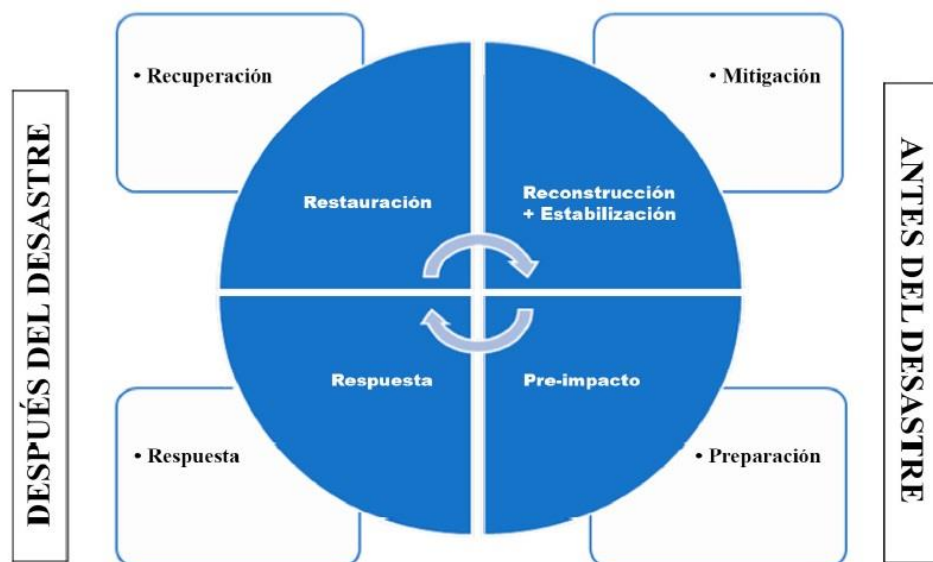 • Recuperación
• Mitigación
DESPUÉS DEL DESASTRE
ANTES DEL DESASTRE
Restauración
Reconstrucción
+ Estabilización
Respuesta
Pre-impacto
• Respuesta
• Preparación